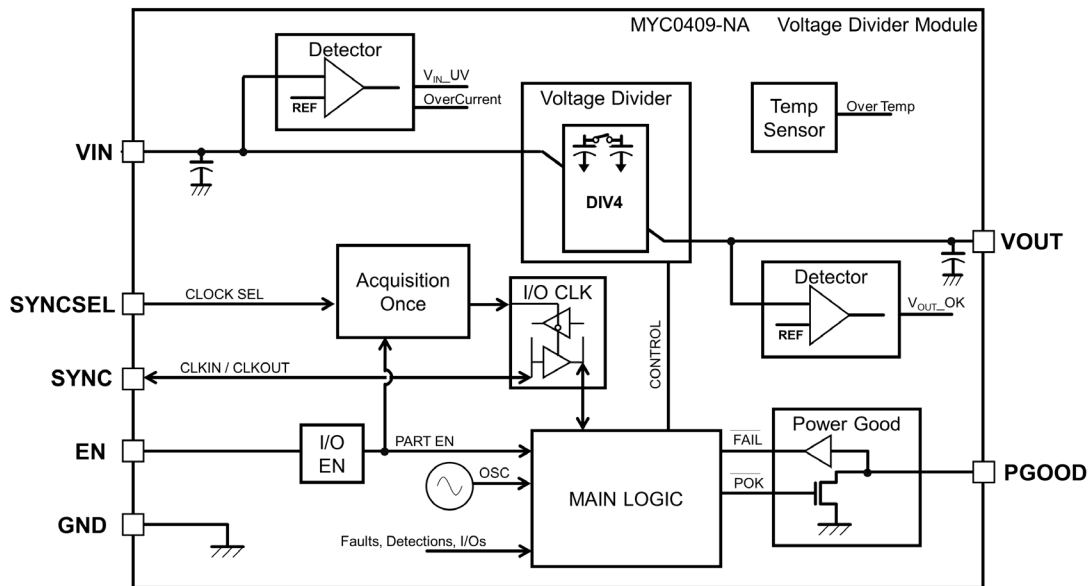 MYC0409-NA Voltage Divider Module
Detector
V_IN_UV
OverCurrent
REF
Voltage Divider
DIV4
Temp
Sensor
Over Temp
VIN
VOUT
Detector
V_OUT_OK
REF
SYNCSEL
CLOCK SEL
Acquisition
Once
I/O CLK
SYNC
CLKIN / CLKOUT
CONTROL
EN
I/O
EN
PART EN
OSC
MAIN LOGIC
FAIL
POK
Power Good
PGOOD
GND
Faults, Detections, I/Os